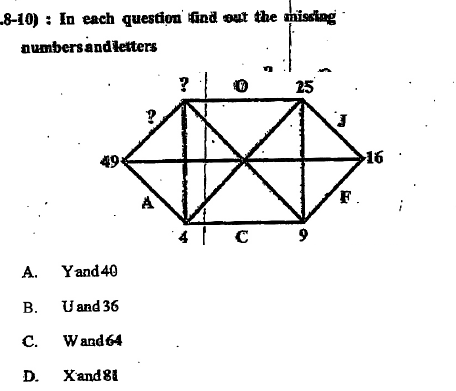 .8-10) : In each question find out the missing
numbers and letters
? O 25
? J
49 16
A F
4 C 9
A. Y and 40
B. U and 36
C. W and 64
D. X and 81